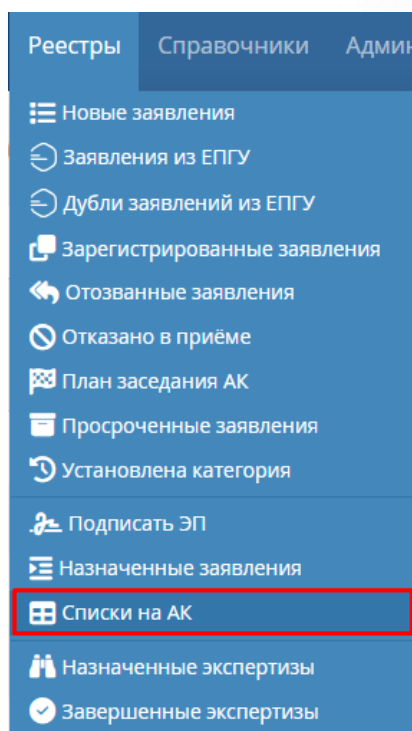 Реестры Справочники Админ
Новые заявления
Заявления из ЕПГУ
Дубли заявлений из ЕПГУ
Зарегистрированные заявления
Отозванные заявления
Отказано в приёме
План заседания АК
Просроченные заявления
Установлена категория
Подписать ЭП
Назначенные заявления
Списки на АК
Назначенные экспертизы
Завершенные экспертизы